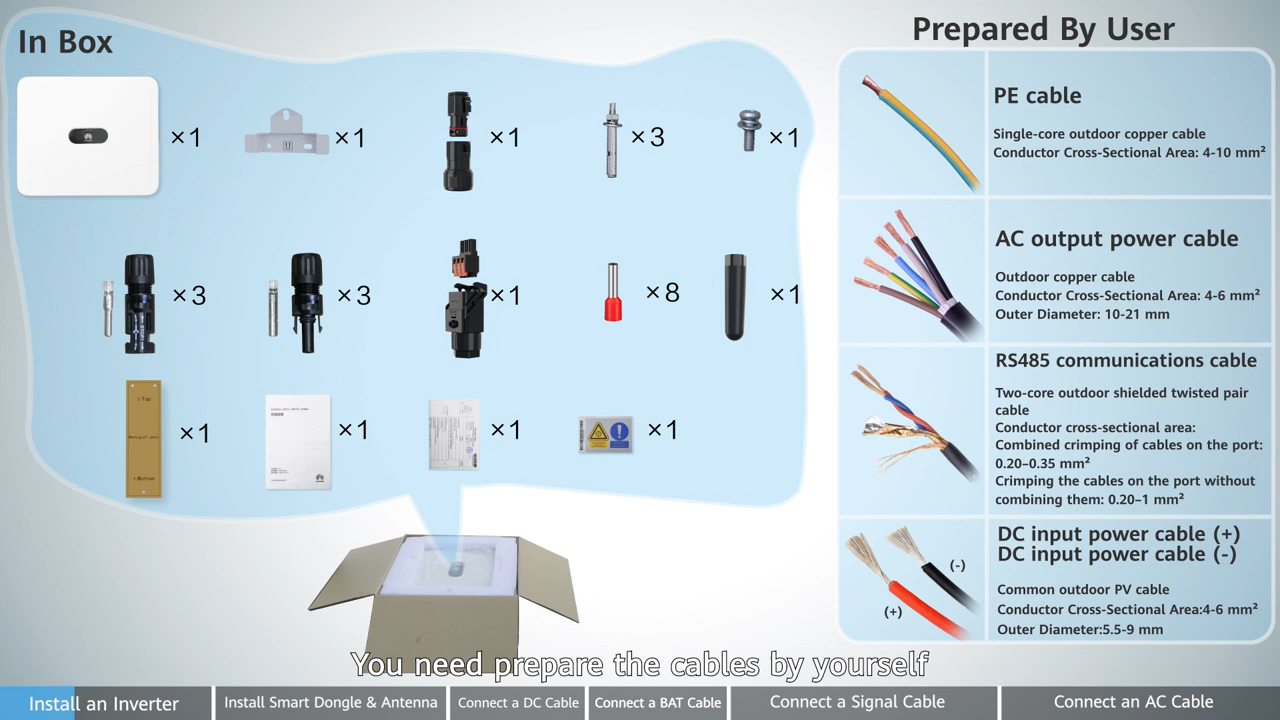 In Box
×1
×1
×1
×3
×1
×3
×3
×1
×8
×1
×1
×1
×1
×1
Prepared By User
PE cable
Single-core outdoor copper cable
Conductor Cross-Sectional Area: 4-10 mm²
AC output power cable
Outdoor copper cable
Conductor Cross-Sectional Area: 4-6 mm²
Outer Diameter: 10-21 mm
RS485 communications cable
Two-core outdoor shielded twisted pair
cable
Conductor cross-sectional area:
Combined crimping of cables on the port:
0.20–0.35 mm²
Crimping the cables on the port without
combining them: 0.20–1 mm²
DC input power cable (+)
DC input power cable (-)
(-)
(+)
Common outdoor PV cable
Conductor Cross-Sectional Area:4-6 mm²
Outer Diameter:5.5-9 mm
You need prepare the cables by yourself
Install an Inverter
Install Smart Dongle & Antenna
Connect a DC Cable
Connect a BAT Cable
Connect a Signal Cable
Connect an AC Cable